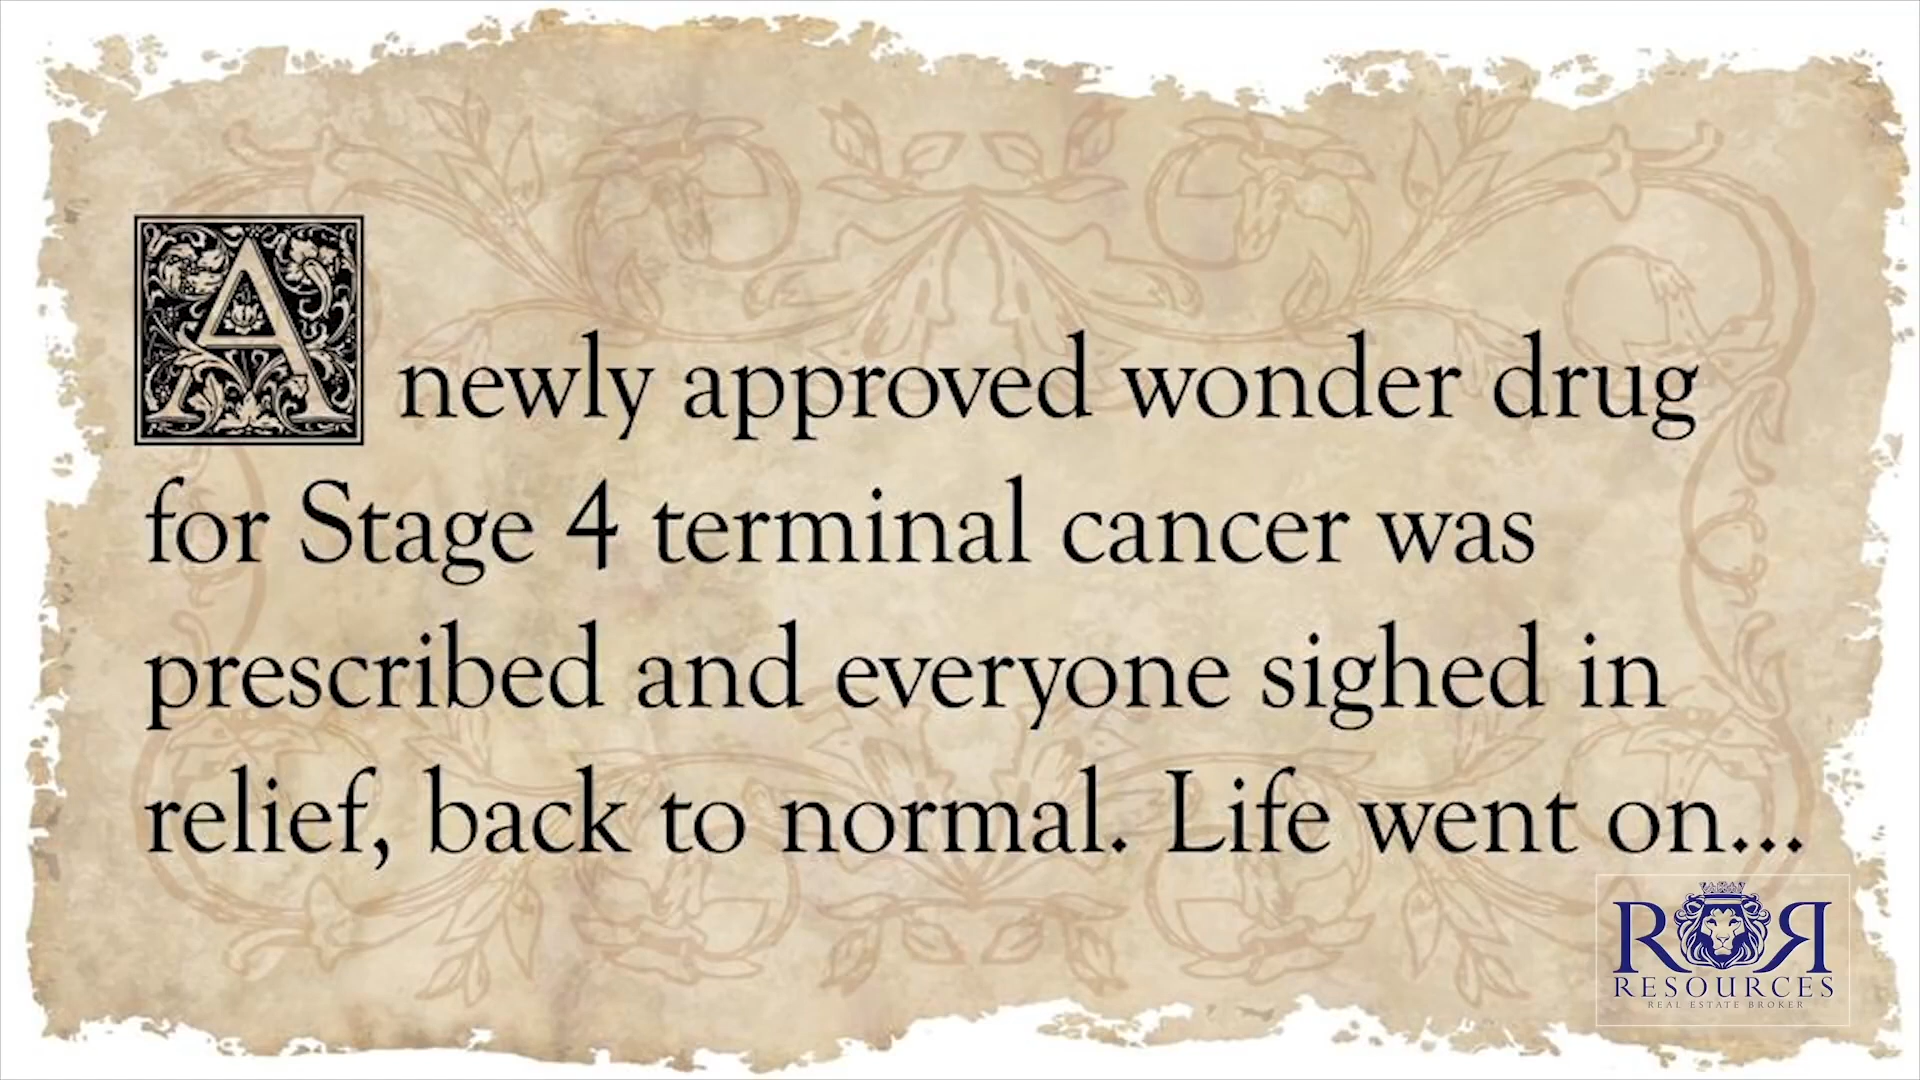 A newly approved wonder drug
for Stage 4 terminal cancer was
prescribed and everyone sighed in
relief, back to normal. Life went on...
RR
RESOURCES
REAL ESTATE BROKER